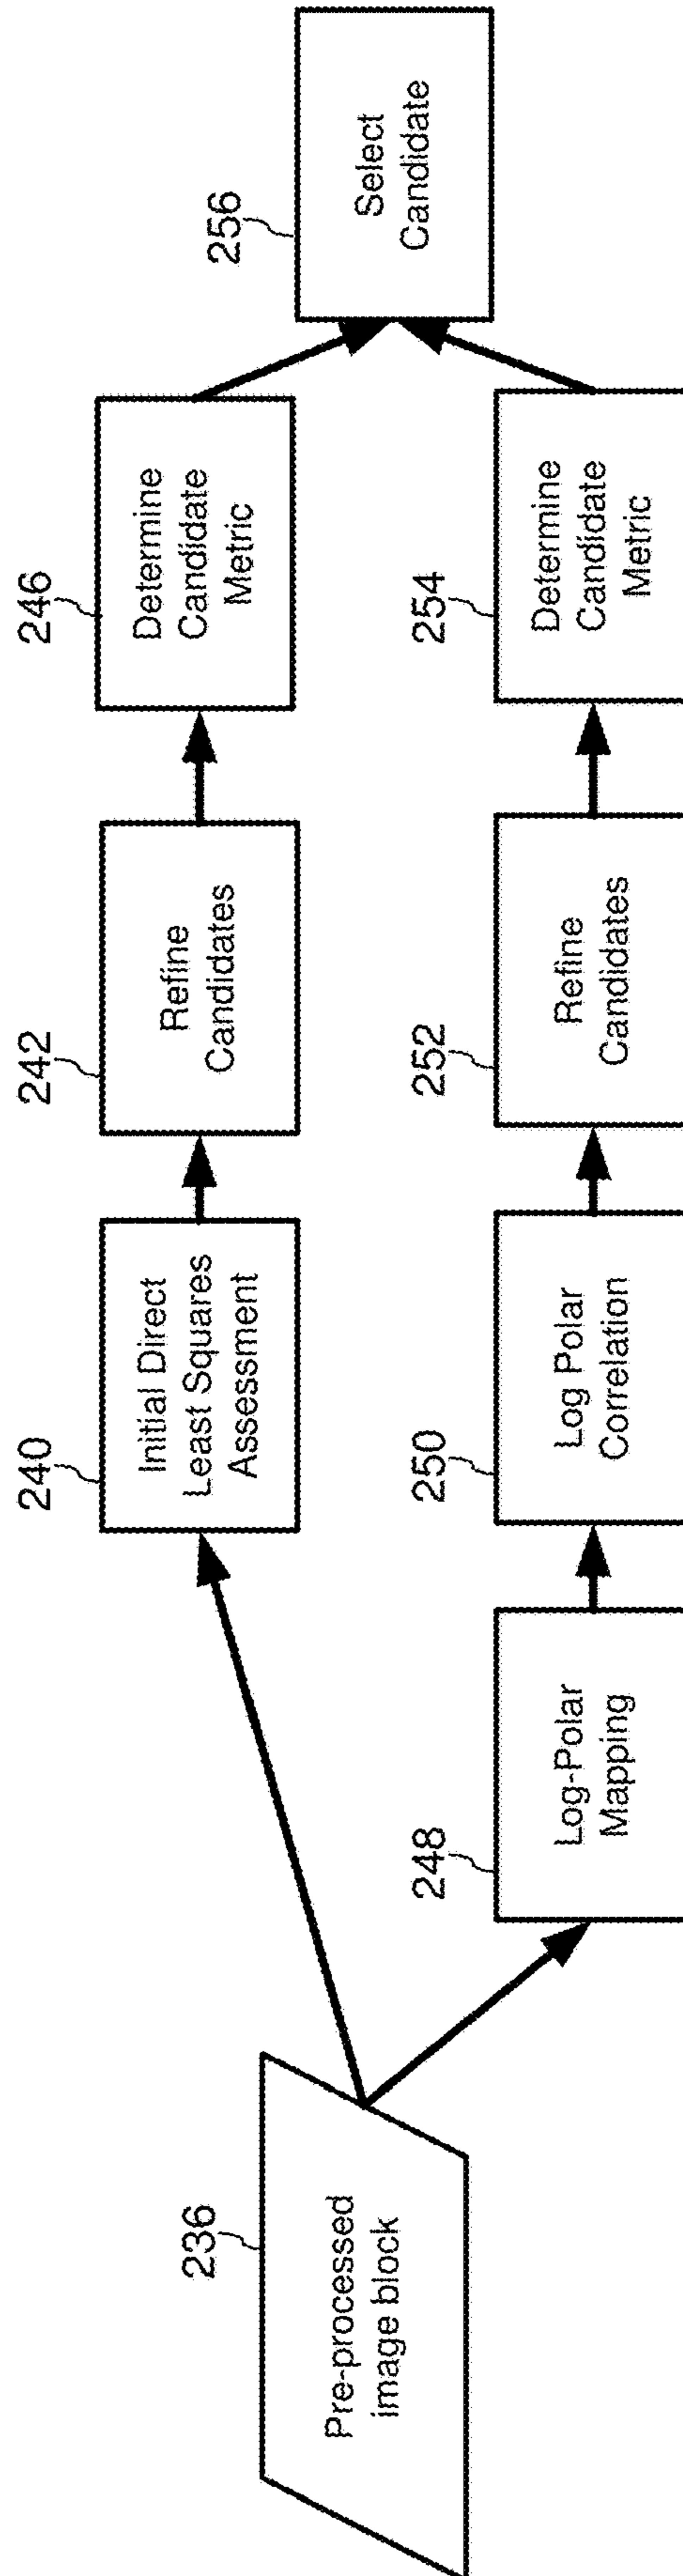 236
Pre-processed
image block
240
Initial Direct
Least Squares
Assessment
242
Refine
Candidates
246
Determine
Candidate
Metric
248
Log-Polar
Mapping
250
Log Polar
Correlation
252
Refine
Candidates
254
Determine
Candidate
Metric
256
Select
Candidate